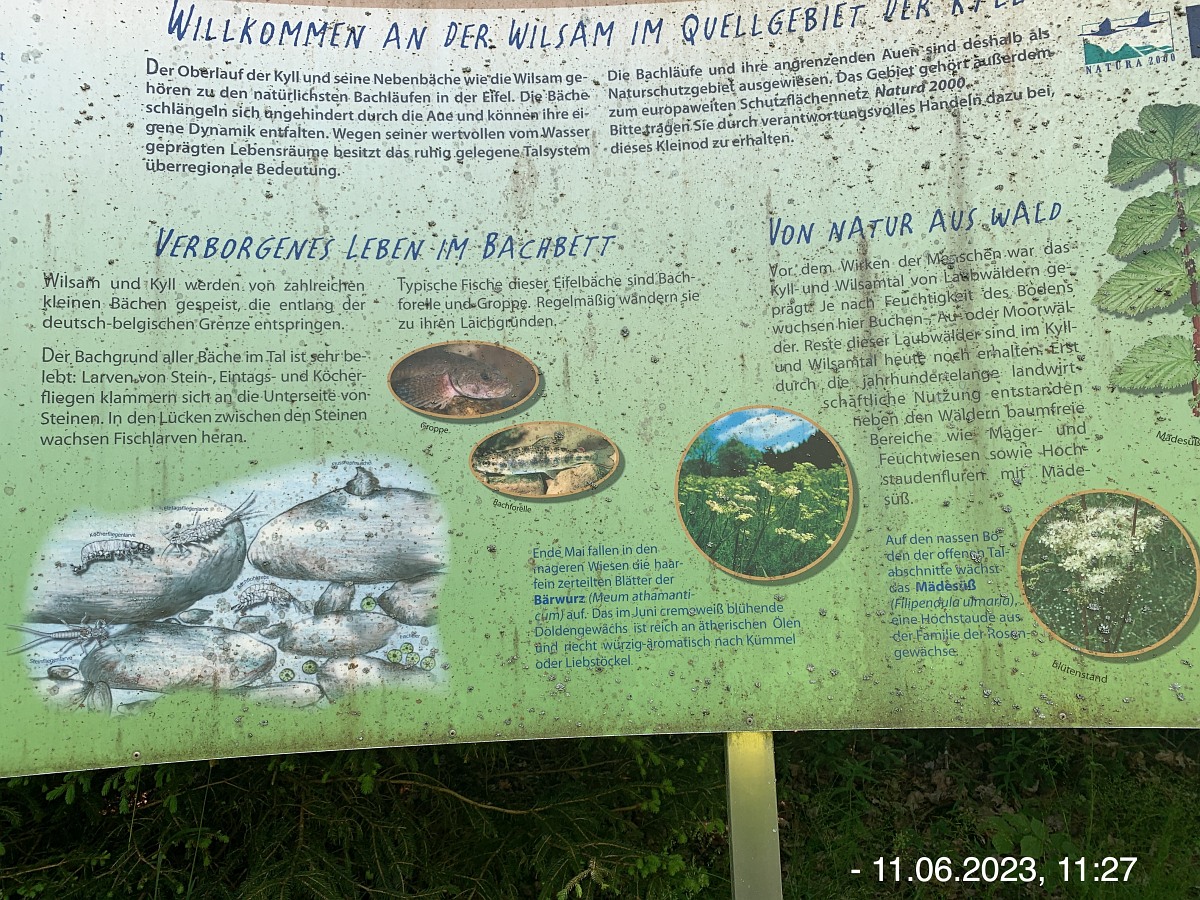 WILLKOMMEN AN DER WILSAM IM QUELLGEBIET DER KYLL
Der Oberlauf der Kyll und seine Nebenbäche wie die Wilsam ge-
hören zu den natürlichsten Bachläufen in der Eifel. Die Bäche
schlängeln sich ungehindert durch die Aue und können ihre ei-
gene Dynamik entfalten. Wegen seiner wertvollen vom Wasser
geprägten Lebensräume besitzt das ruhig gelegene Talsystem
überregionale Bedeutung.
Die Bachläufe und ihre angrenzenden Auen sind deshalb als
Naturschutzgebiet ausgewiesen. Das Gebiet gehört außerdem
zum europaweiten Schutzflächennetz Natura 2000.
Bitte tragen Sie durch verantwortungsvolles Handeln dazu bei,
dieses Kleinod zu erhalten.
NATURA 2000
VERBORGENES LEBEN IM BACHBETT
Wilsam und Kyll werden von zahlreichen
kleinen Bächen gespeist, die entlang der
deutsch-belgischen Grenze entspringen.
Der Bachgrund aller Bäche im Tal ist sehr be-
lebt: Larven von Stein-, Eintags- und Köcher-
fliegen klammern sich an die Unterseite von
Steinen. In den Lücken zwischen den Steinen
wachsen Fischlarven heran.
Typische Fische dieser Eifelbäche sind Bach-
forelle und Groppe. Regelmäßig wandern sie
zu ihren Laichgründen.
Groppe
Bachforelle
Köcherfliegenlarve
Eintagsfliegenlarve
Steinfliegenlarve
Fischeier
Ende Mai fallen in den
mageren Wiesen die haar-
fein zerteilten Blätter der
Bärwurz (Meum athamanti-
cum) auf. Das im Juni cremeweiß blühende
Doldengewächs ist reich an ätherischen Ölen
und riecht würzig-aromatisch nach Kümmel
oder Liebstöckel.
VON NATUR AUS WALD
Vor dem Wirken der Menschen war das
Kyll- und Wilsamtal von Laubwäldern ge-
prägt. Je nach Feuchtigkeit des Bodens
wuchsen hier Buchen-, Au- oder Moorwäl-
der. Reste dieser Laubwälder sind im Kyll-
und Wilsamtal heute noch erhalten. Erst
durch die jahrhundertelange landwirt-
schaftliche Nutzung entstanden
neben den Wäldern baumfreie
Bereiche wie Mager- und
Feuchtwiesen sowie Hoch-
staudenfluren mit Mäde-
süß.
Auf den nassen Bö-
den der offenen Tal-
abschnitte wächst
das Mädesüß
(Filipendula ulmaria),
eine Hochstaude aus
der Familie der Rosen-
gewächse.
Mädesüß
Blütenstand
- 11.06.2023, 11:27